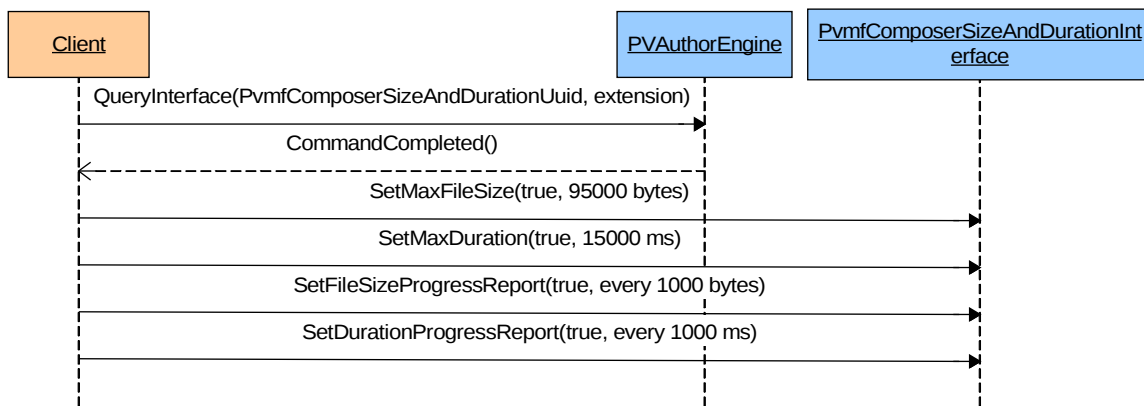 Client
PVAuthorEngine
PvmfComposerSizeAndDurationInt
erface
QueryInterface(PvmfComposerSizeAndDurationUuid, extension)
CommandCompleted()
SetMaxFileSize(true, 95000 bytes)
SetMaxDuration(true, 15000 ms)
SetFileSizeProgressReport(true, every 1000 bytes)
SetDurationProgressReport(true, every 1000 ms)